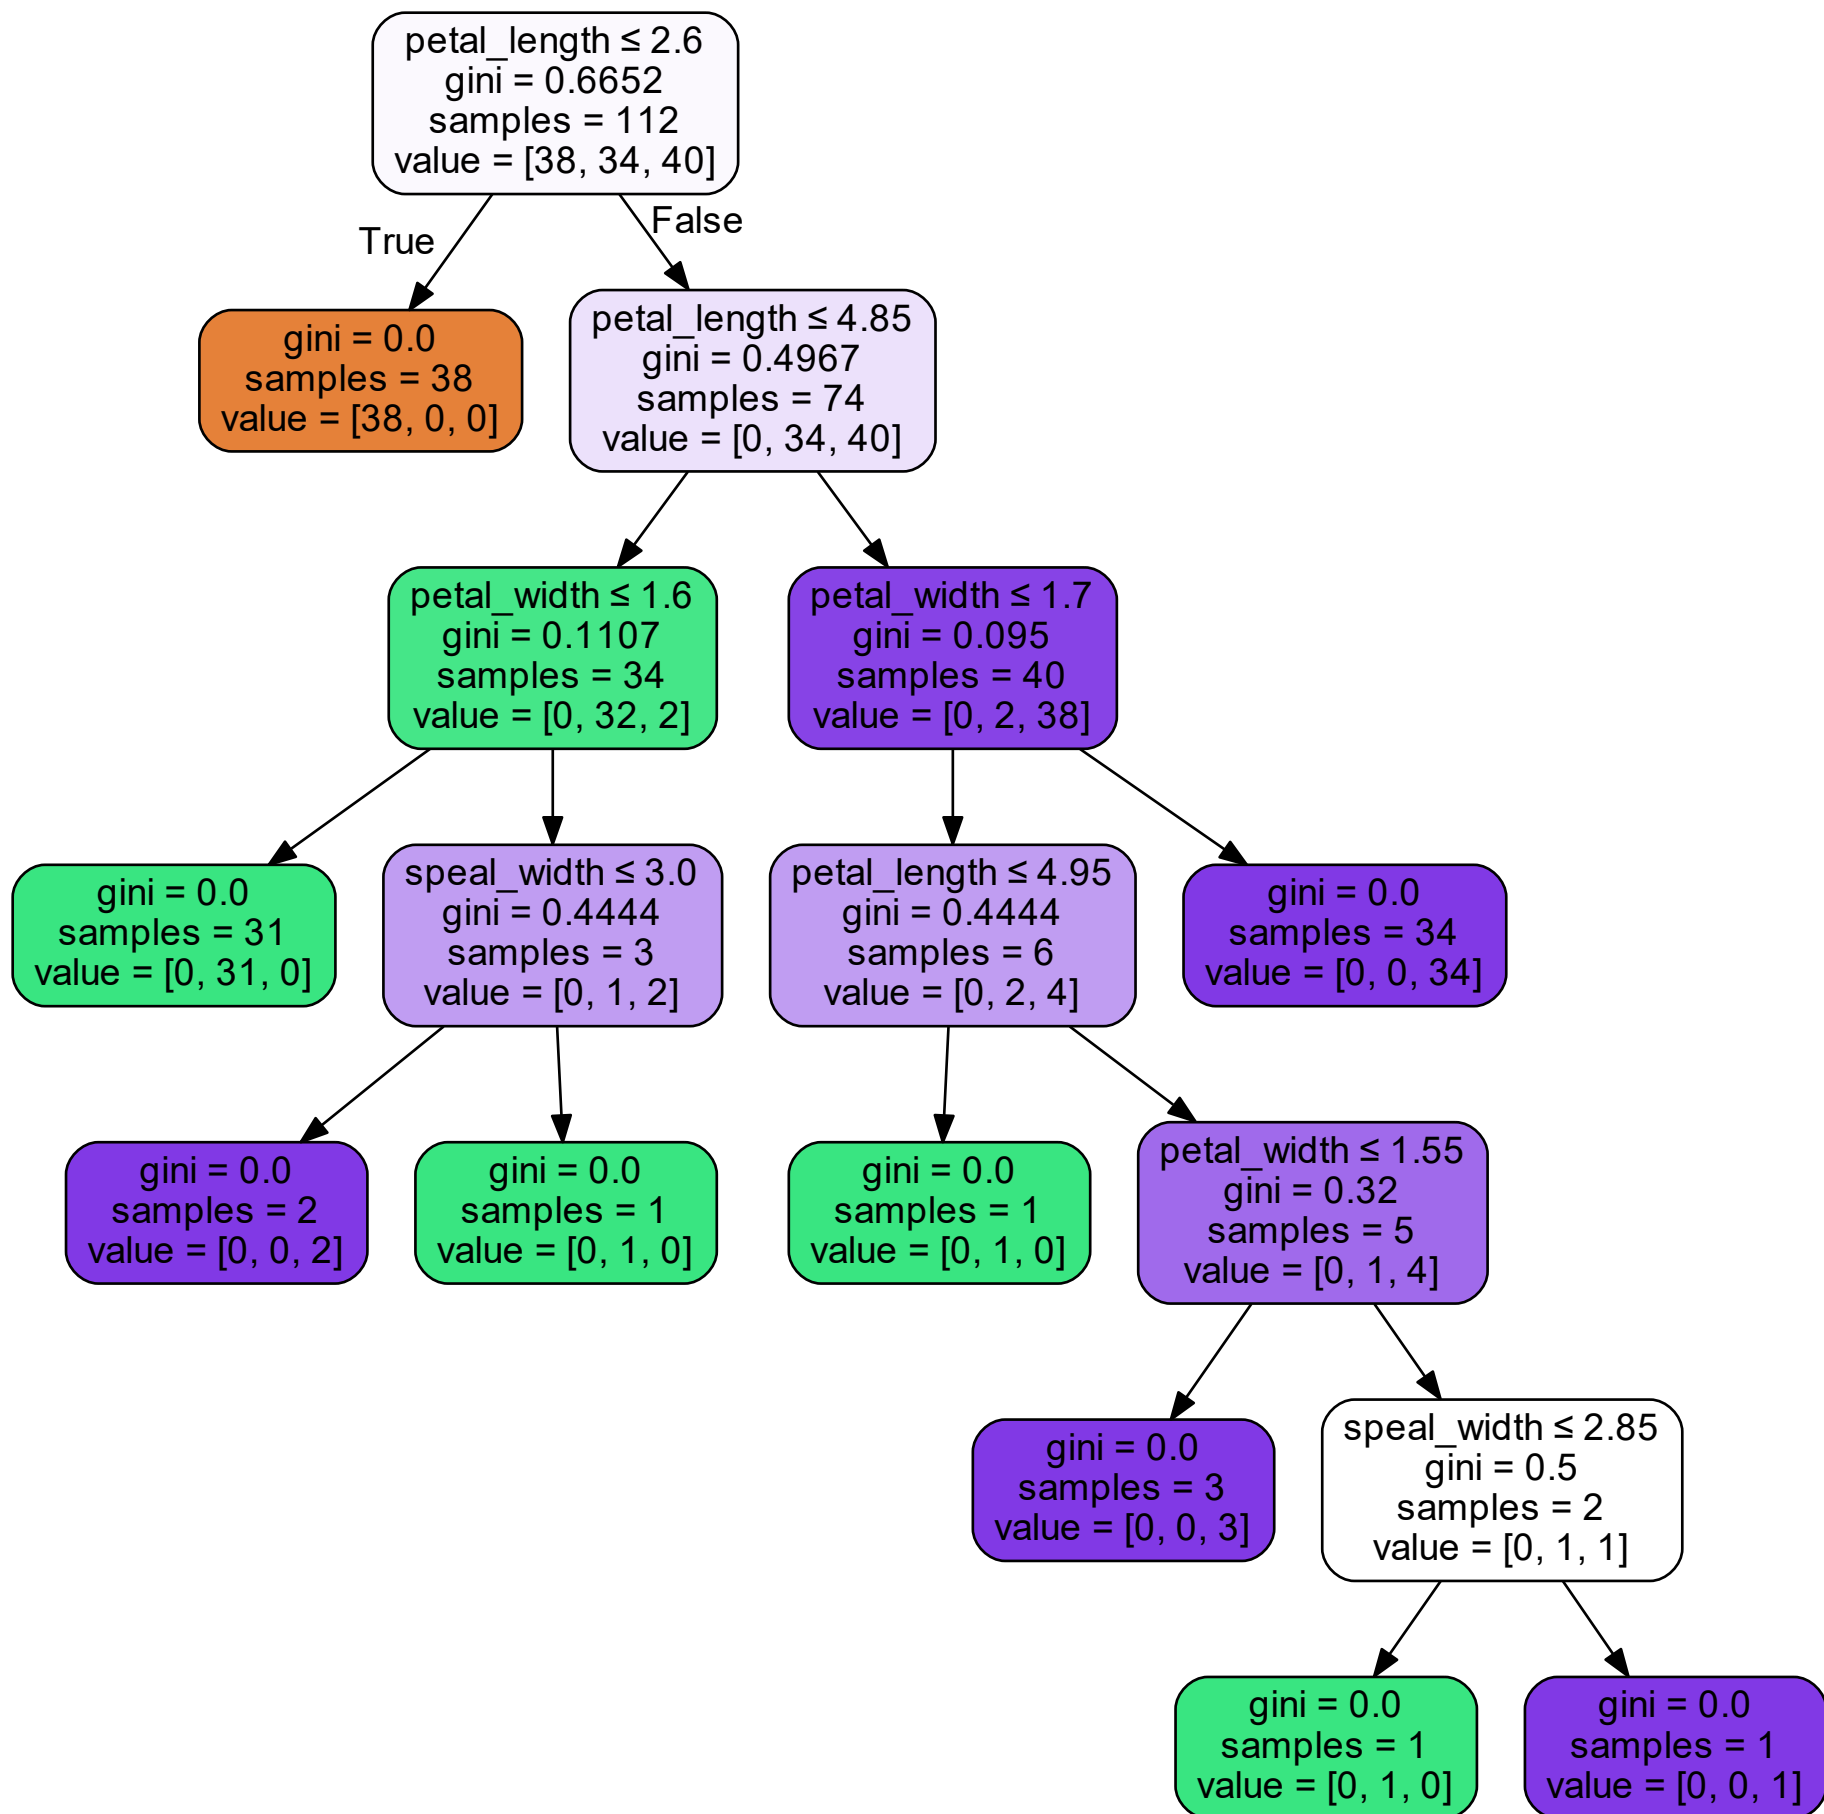 petal_length ≤ 2.6
gini = 0.6652
samples = 112
value = [38, 34, 40]
True
False
gini = 0.0
samples = 38
value = [38, 0, 0]
petal_length ≤ 4.85
gini = 0.4967
samples = 74
value = [0, 34, 40]
petal_width ≤ 1.6
gini = 0.1107
samples = 34
value = [0, 32, 2]
petal_width ≤ 1.7
gini = 0.095
samples = 40
value = [0, 2, 38]
gini = 0.0
samples = 31
value = [0, 31, 0]
speal_width ≤ 3.0
gini = 0.4444
samples = 3
value = [0, 1, 2]
petal_length ≤ 4.95
gini = 0.4444
samples = 6
value = [0, 2, 4]
gini = 0.0
samples = 34
value = [0, 0, 34]
gini = 0.0
samples = 2
value = [0, 0, 2]
gini = 0.0
samples = 1
value = [0, 1, 0]
gini = 0.0
samples = 1
value = [0, 1, 0]
petal_width ≤ 1.55
gini = 0.32
samples = 5
value = [0, 1, 4]
gini = 0.0
samples = 3
value = [0, 0, 3]
speal_width ≤ 2.85
gini = 0.5
samples = 2
value = [0, 1, 1]
gini = 0.0
samples = 1
value = [0, 1, 0]
gini = 0.0
samples = 1
value = [0, 0, 1]